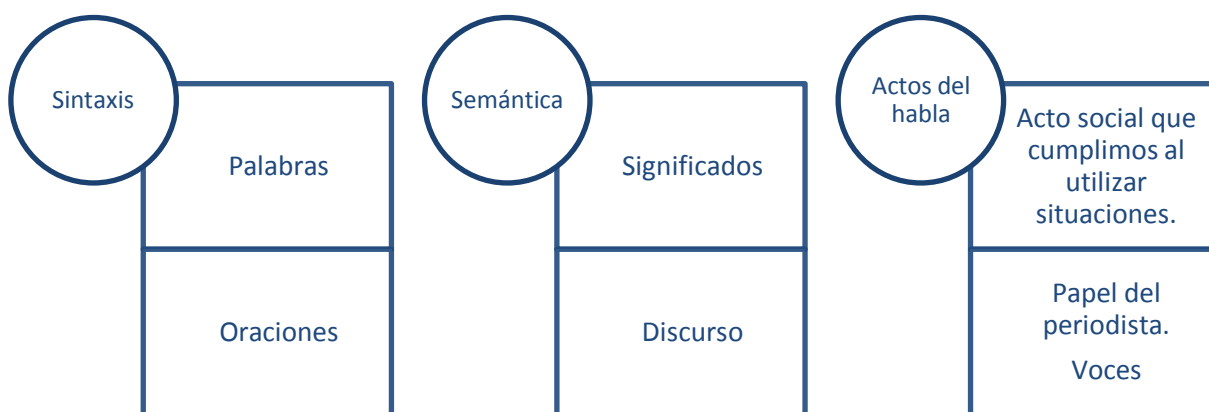 Sintaxis
Palabras
Oraciones
Semántica
Significados
Discurso
Actos del
habla
Acto social que
cumplimos al
utilizar
situaciones.
Papel del
periodista.
Voces